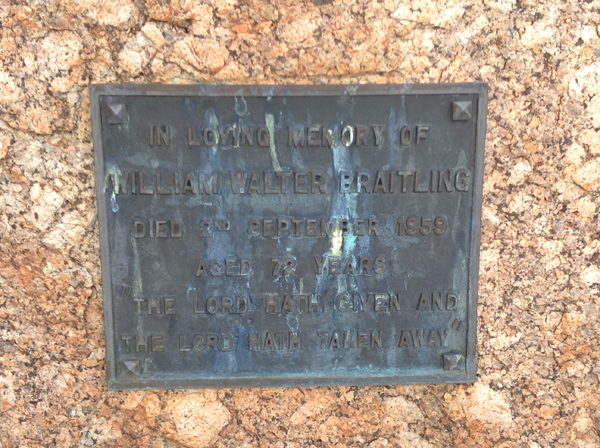 IN LOVING MEMORY OF
WILLIAM WALTER BRAITLING
DIED 2ND SEPTEMBER 1959
AGED 72 YEARS
THE LORD HATH GIVEN AND
THE LORD HATH TAKEN AWAY"